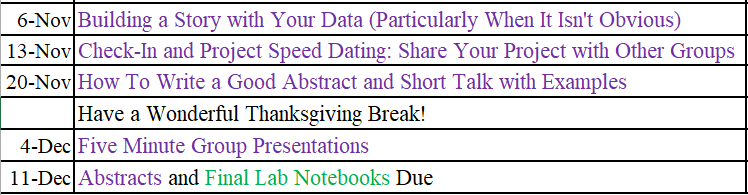 6-Nov Building a Story with Your Data (Particularly When It Isn't Obvious)
13-Nov Check-In and Project Speed Dating: Share Your Project with Other Groups
20-Nov How To Write a Good Abstract and Short Talk with Examples
Have a Wonderful Thanksgiving Break!
4-Dec Five Minute Group Presentations
11-Dec Abstracts and Final Lab Notebooks Due